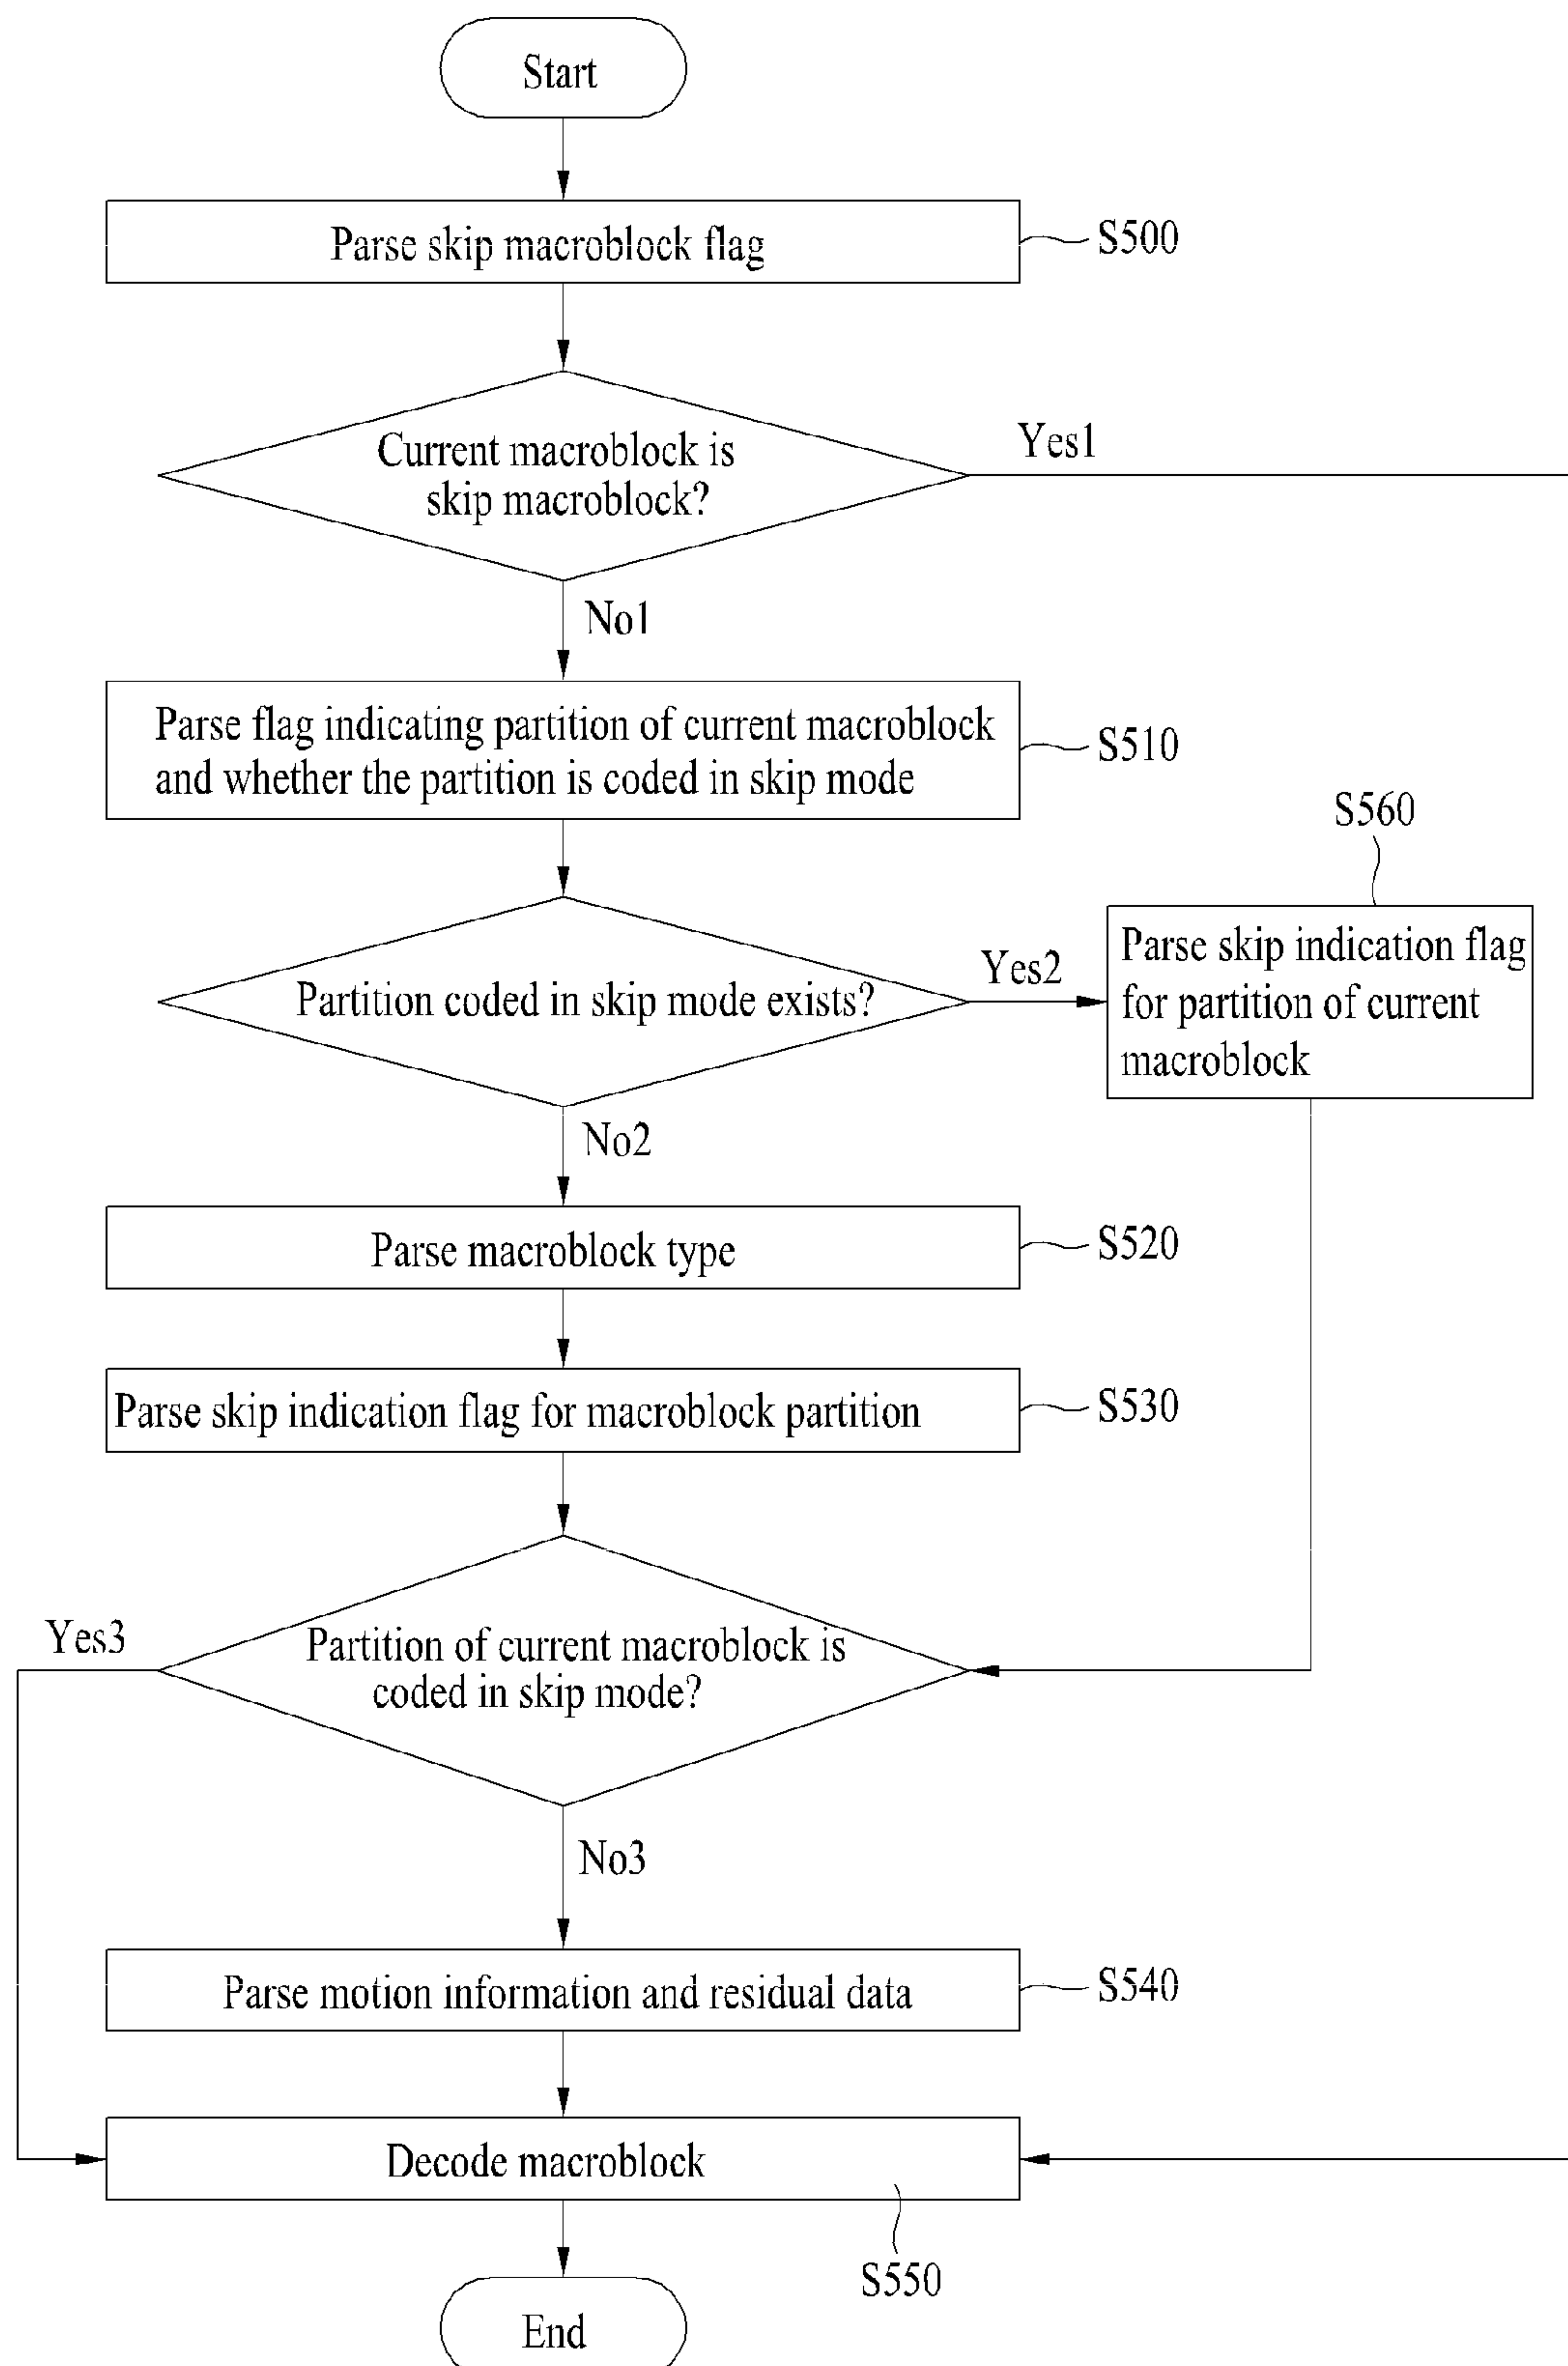 Start
Parse skip macroblock flag
S500
Current macroblock is
skip macroblock?
Yes1
No1
Parse flag indicating partition of current macroblock
and whether the partition is coded in skip mode
S510
S560
Partition coded in skip mode exists?
Yes2
Parse skip indication flag
for partition of current
macroblock
No2
Parse macroblock type
S520
Parse skip indication flag for macroblock partition
S530
Yes3
Partition of current macroblock is
coded in skip mode?
No3
Parse motion information and residual data
S540
Decode macroblock
S550
End